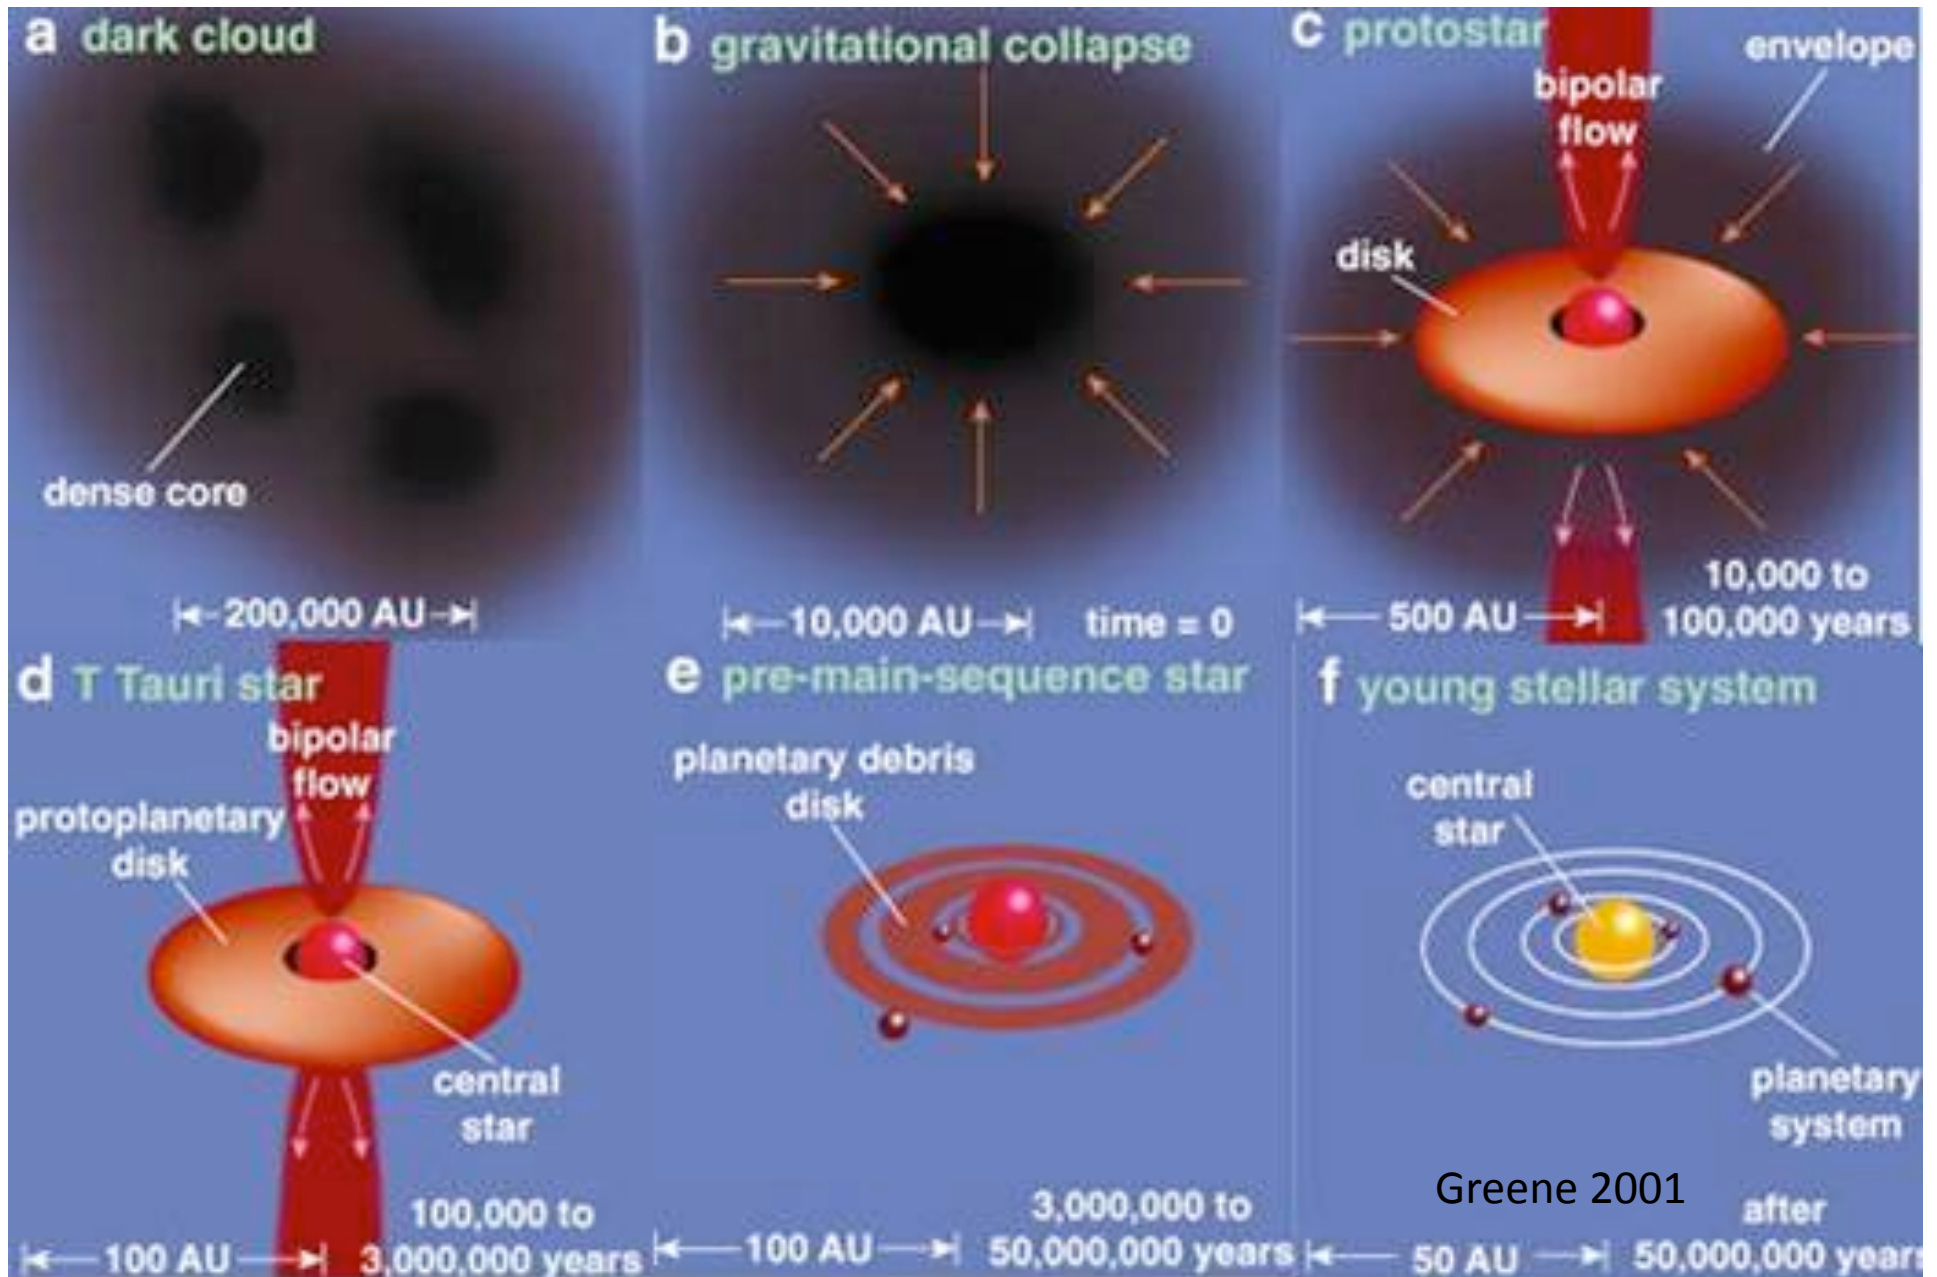 a dark cloud
dense core
200,000 AU
b gravitational collapse
10,000 AU
time = 0
c protostar
envelope
bipolar
flow
disk
10,000 to
500 AU
100,000 years
d T Tauri star
bipolar
flow
protoplanetary
disk
central
star
100,000 to
100 AU
3,000,000 years
e pre-main-sequence star
planetary debris
disk
3,000,000 to
100 AU
50,000,000 years
f young stellar system
central
star
planetary
system
Greene 2001
after
50 AU
50,000,000 years